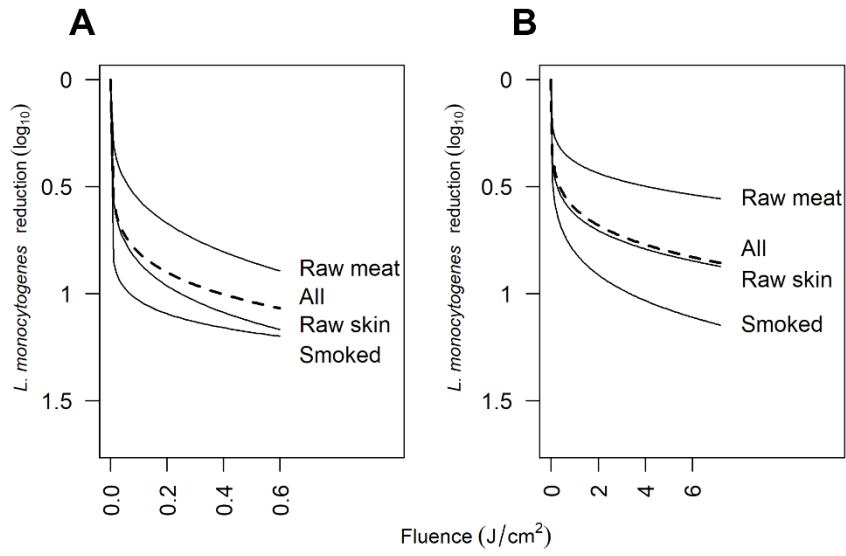 A
L. monocytogenes reduction (log10)
0
0.5
1
1.5
Raw meat
All
Raw skin
Smoked
0.0
0.2
0.4
0.6
B
L. monocytogenes reduction (log10)
0
0.5
1
1.5
Raw meat
All
Raw skin
Smoked
0
2
4
6
Fluence (J/cm²)